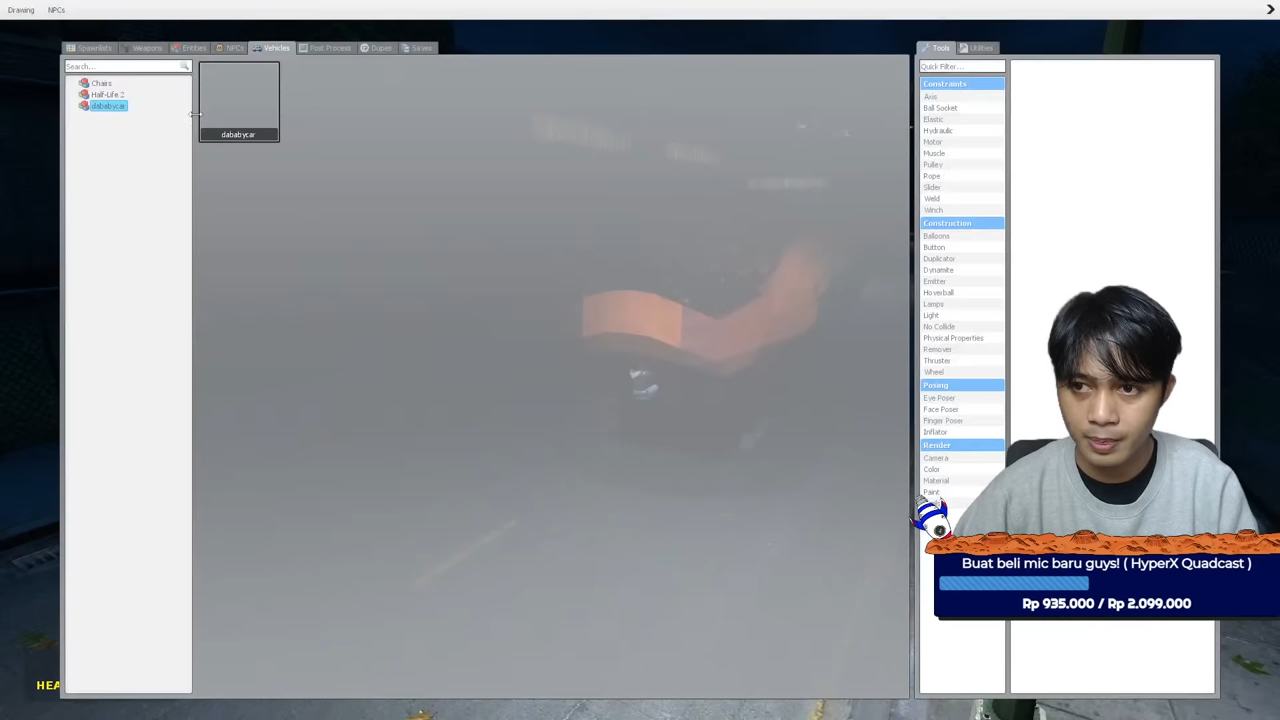 Drawing NPCs
Spawnlists Weapons Entities NPCs Vehicles Post Process Dupes Saves
Tools Utilities
Search...
Quick Filter...
Chairs
Half-Life 2
dababycar
dababycar
Constraints
Axis
Ball Socket
Elastic
Hydraulic
Motor
Muscle
Pulley
Rope
Slider
Weld
Winch
Construction
Balloons
Button
Duplicator
Dynamite
Emitter
Hoverball
Lamps
Light
No Collide
Physical Properties
Remover
Thruster
Wheel
Posing
Eye Poser
Face Poser
Finger Poser
Inflator
Render
Camera
Color
Material
Paint
Buat beli mic baru guys! ( HyperX Quadcast )
Rp 935.000 / Rp 2.099.000
HEA